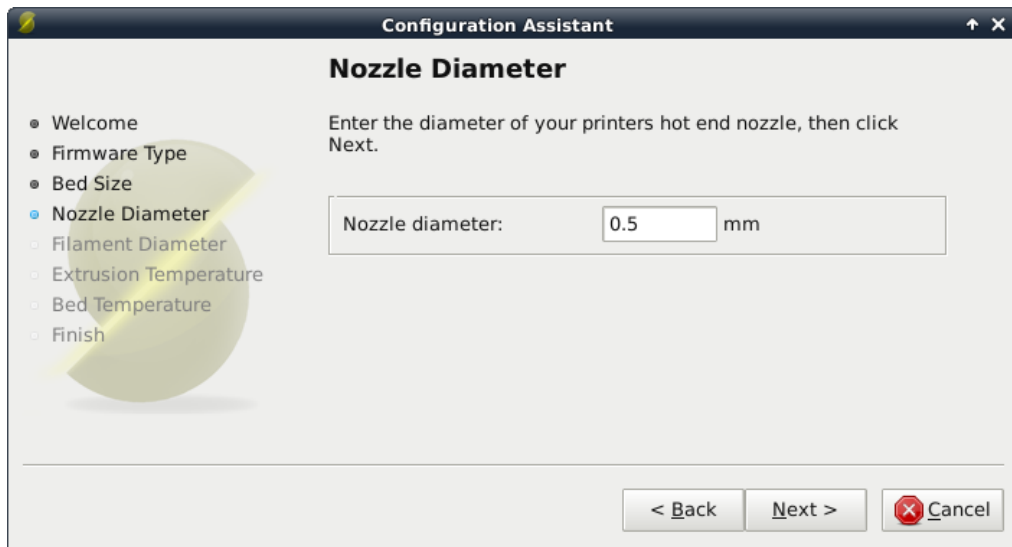 Configuration Assistant
Nozzle Diameter
Welcome
Firmware Type
Bed Size
Nozzle Diameter
Filament Diameter
Extrusion Temperature
Bed Temperature
Finish
Enter the diameter of your printers hot end nozzle, then click
Next.
Nozzle diameter: 0.5 mm
< Back Next > Cancel